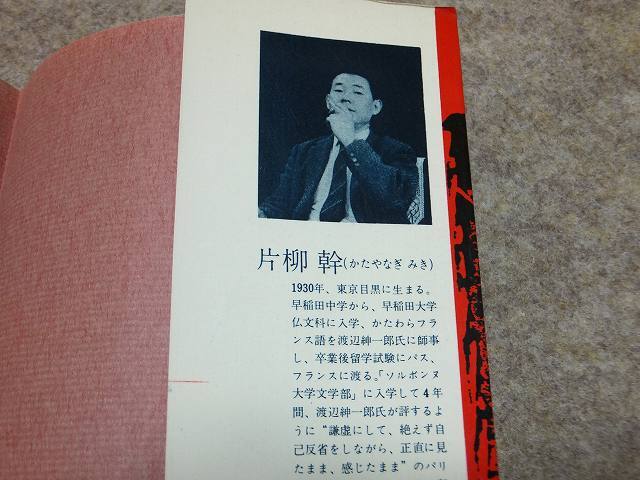 片柳 幹(かたやなぎ みき)
1930年、東京目黒に生まる。
早稲田中学から、早稲田大学
仏文科に入学、かたわらフラ
ンス語を渡辺紳一郎氏に師事
し、卒業後留学試験にパス、
フランスに渡る。「ソルボンヌ
大学文学部」に入学して4年
間、渡辺紳一郎氏が評するよ
うに“謙虚にして、絶えず自
己反省をしながら、正直に見
たまま、感じたまま”のパリ